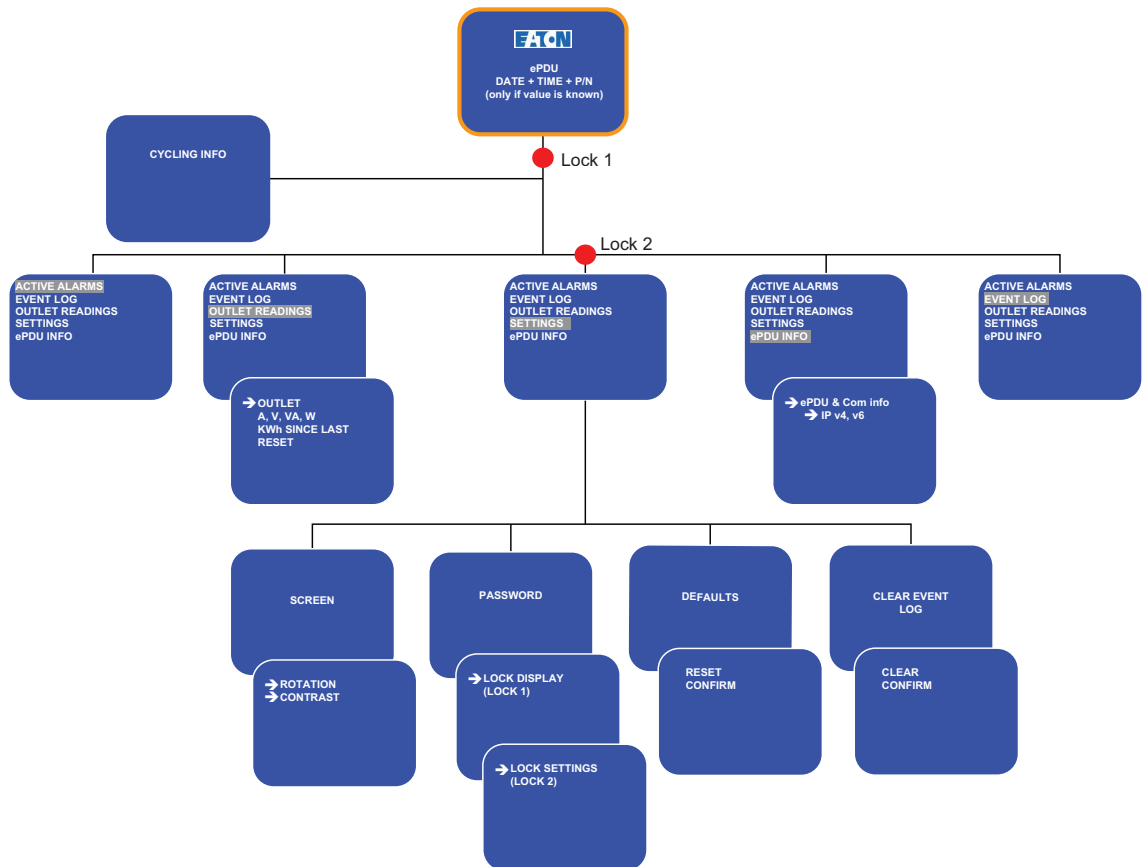 EATON
ePDU
DATE + TIME + P/N
(only if value is known)
Lock 1
CYCLING INFO
Lock 2
ACTIVE ALARMS
EVENT LOG
OUTLET READINGS
SETTINGS
ePDU INFO
ACTIVE ALARMS
EVENT LOG
OUTLET READINGS
SETTINGS
ePDU INFO
➔ OUTLET
A, V, VA, W
KWh SINCE LAST
RESET
ACTIVE ALARMS
EVENT LOG
OUTLET READINGS
SETTINGS
ePDU INFO
ACTIVE ALARMS
EVENT LOG
OUTLET READINGS
SETTINGS
ePDU INFO
➔ ePDU & Com info
➔ IP v4, v6
ACTIVE ALARMS
EVENT LOG
OUTLET READINGS
SETTINGS
ePDU INFO
SCREEN
➔ ROTATION
➔ CONTRAST
PASSWORD
➔ LOCK DISPLAY
(LOCK 1)
➔ LOCK SETTINGS
(LOCK 2)
DEFAULTS
RESET
CONFIRM
CLEAR EVENT
LOG
CLEAR
CONFIRM